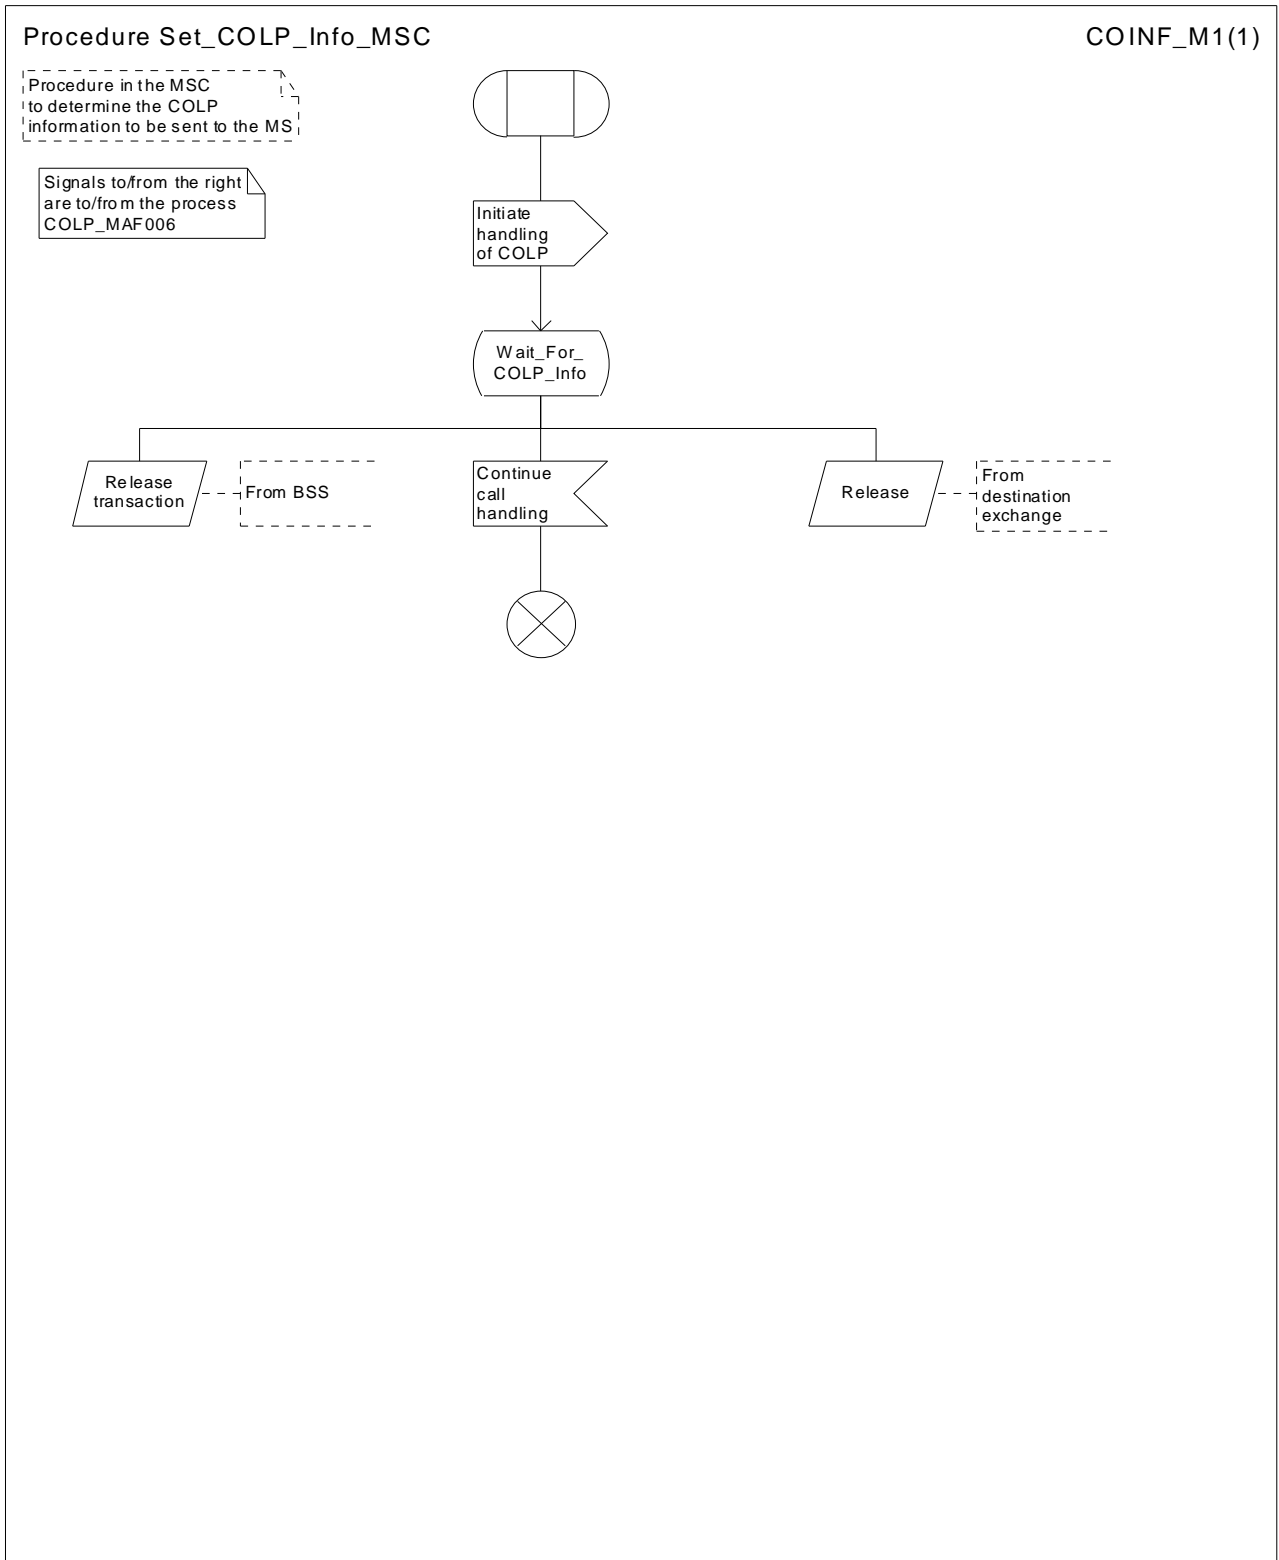 Procedure Set_COLP_Info_MSC
COINF_M1(1)
Procedure in the MSC
to determine the COLP
information to be sent to the MS
Signals to/from the right
are to/from the process
COLP_MAF006
Initiate
handling
of COLP
Wait_For_
COLP_Info
Release
transaction
From BSS
Continue
call
handling
Release
From
destination
exchange